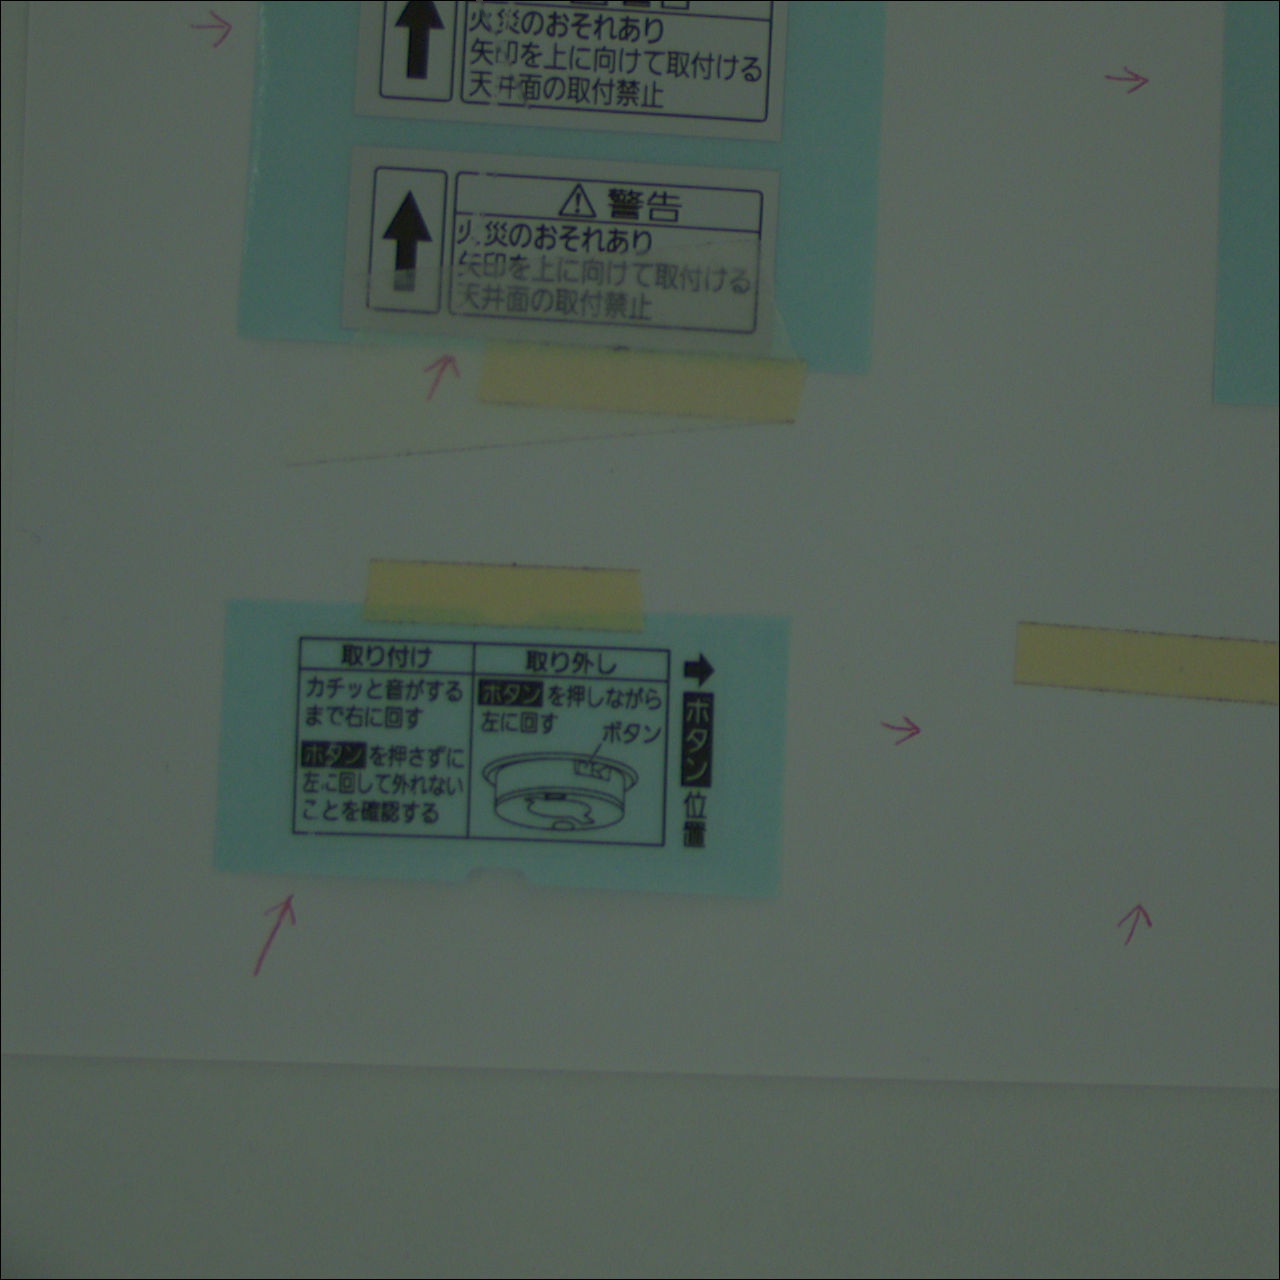 火災のおそれあり
矢印を上に向けて取付ける
天井面の取付禁止
警告
火災のおそれあり
矢印を上に向けて取付ける
天井面の取付禁止
取り付け
カチッと音がする
まで右に回す
ボタンを押さずに
左に回して外れない
ことを確認する
取り外し
ボタンを押しながら
左に回す
ボタン
ボタン位置